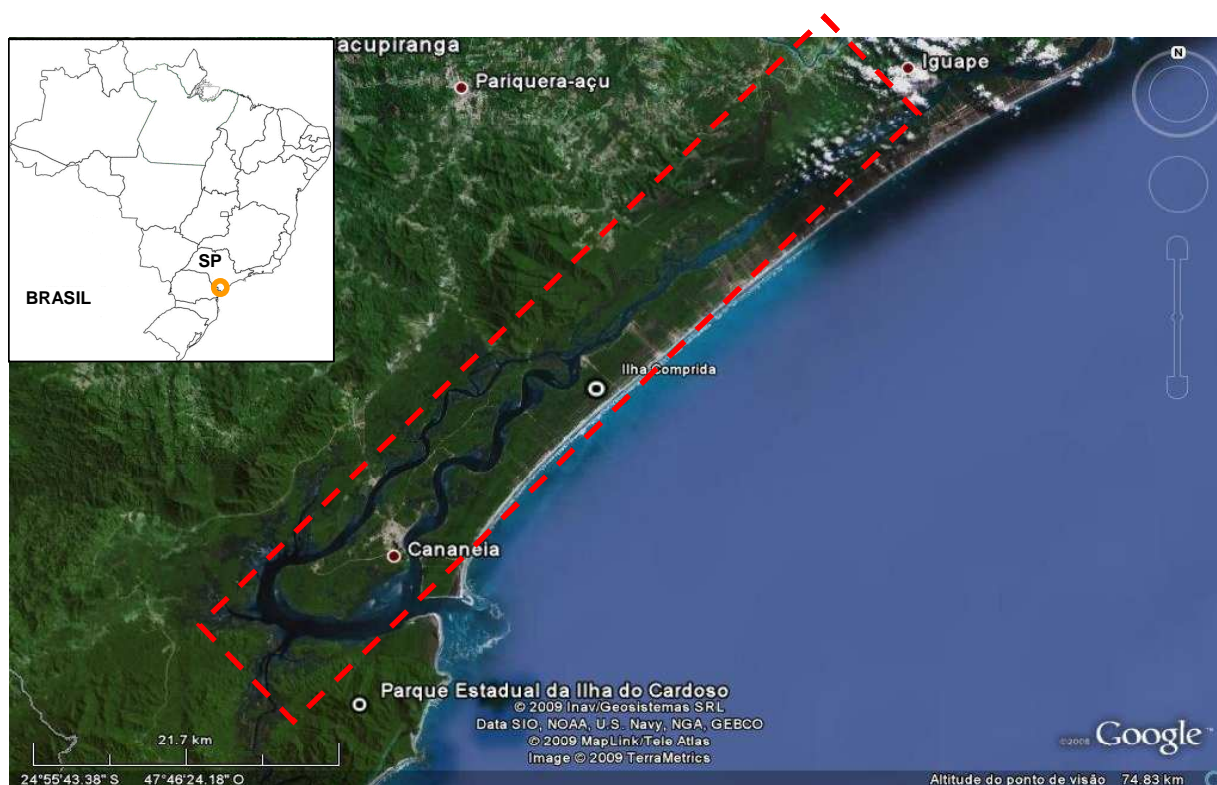 acupiranga
Pariquera-açu
Iguape
N
SP
BRASIL
Ilha Comprida
Cananeia
Parque Estadual da Ilha do Cardoso
© 2009 Inav/Geosistemas SRL
Data SIO, NOAA, U.S. Navy, NGA, GEBCO
© 2009 MapLink/Tele Atlas
Image © 2009 TerraMetrics
21.7 km
©2008 Google™
24°55'43.38" S 47°46'24.18" O
Altitude do ponto de visão 74.83 km